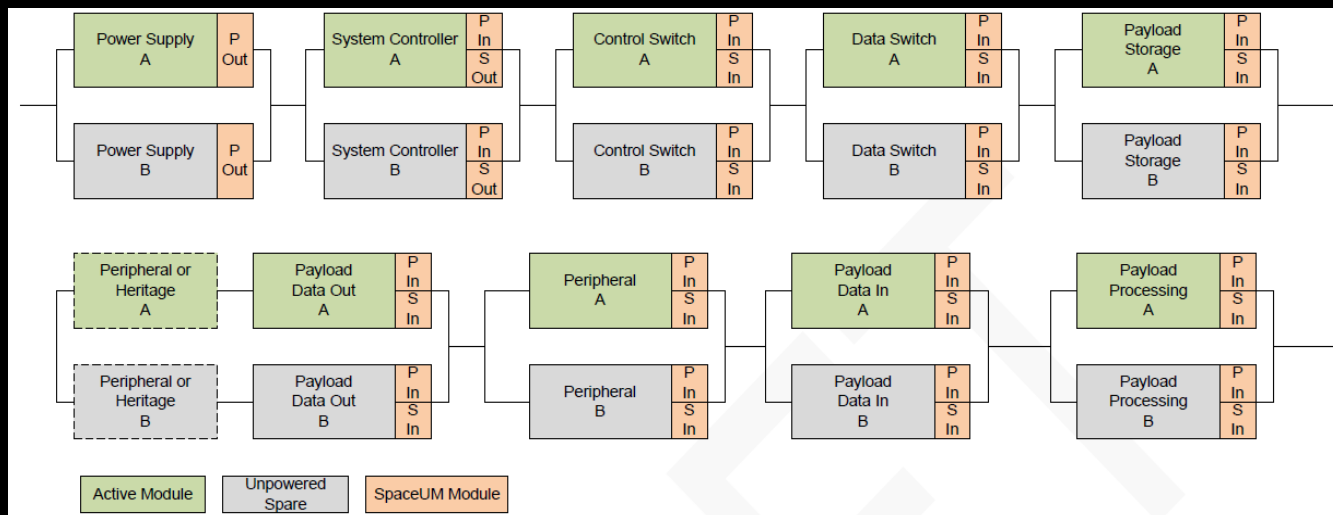 Power Supply
A
P
Out
System Controller
A
P
In
S
Out
Control Switch
A
P
In
S
In
Data Switch
A
P
In
S
In
Payload
Storage
A
P
In
S
In
Power Supply
B
P
Out
System Controller
B
P
In
S
Out
Control Switch
B
P
In
S
In
Data Switch
B
P
In
S
In
Payload
Storage
B
P
In
S
In
Peripheral or
Heritage
A
Payload
Data Out
A
P
In
S
In
Peripheral
A
P
In
S
In
Payload
Data In
A
P
In
S
In
Payload
Processing
A
P
In
S
In
Peripheral or
Heritage
B
Payload
Data Out
B
P
In
S
In
Peripheral
B
P
In
S
In
Payload
Data In
B
P
In
S
In
Payload
Processing
B
P
In
S
In
Active Module
Unpowered
Spare
SpaceUM Module